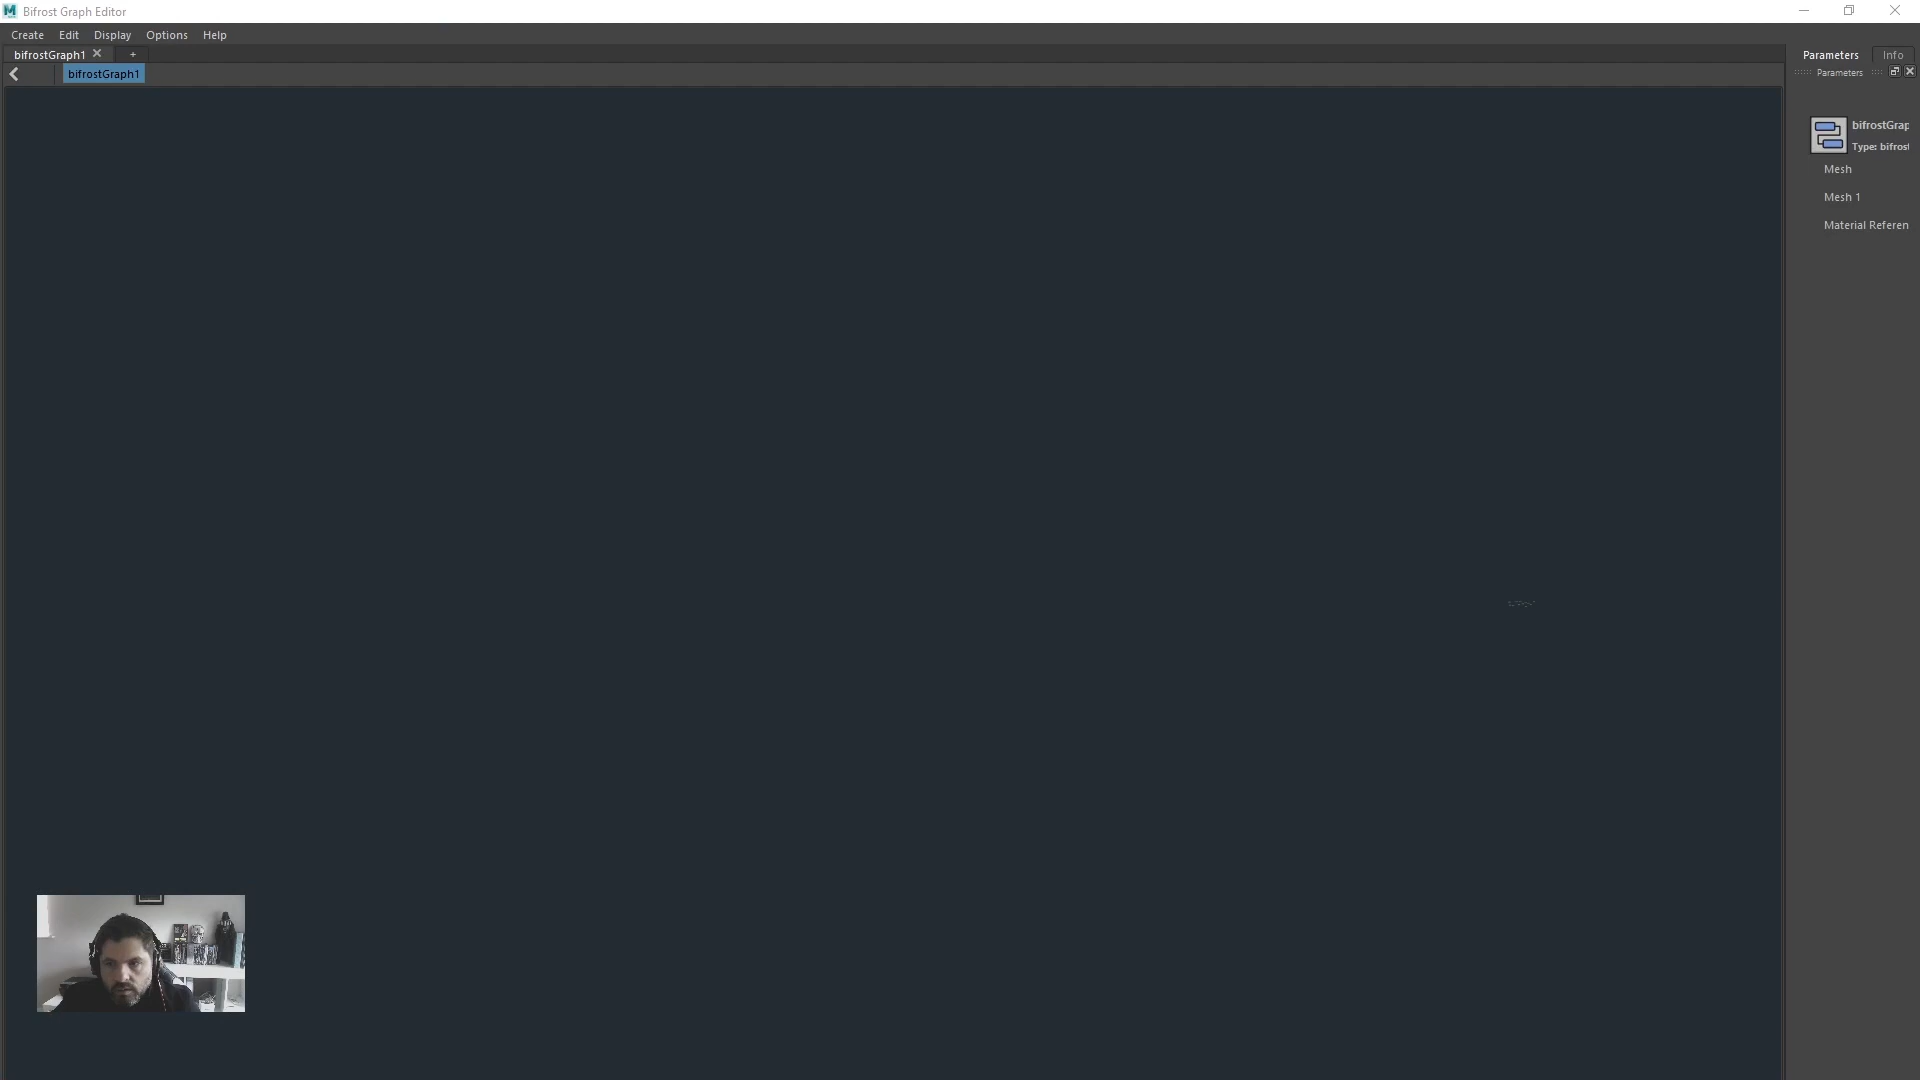 Bifrost Graph Editor
Create Edit Display Options Help
bifrostGraph1 +
bifrostGraph1
Parameters Info
Parameters
bifrostGrap
Type: bifrost
Mesh
Mesh 1
Material Referen